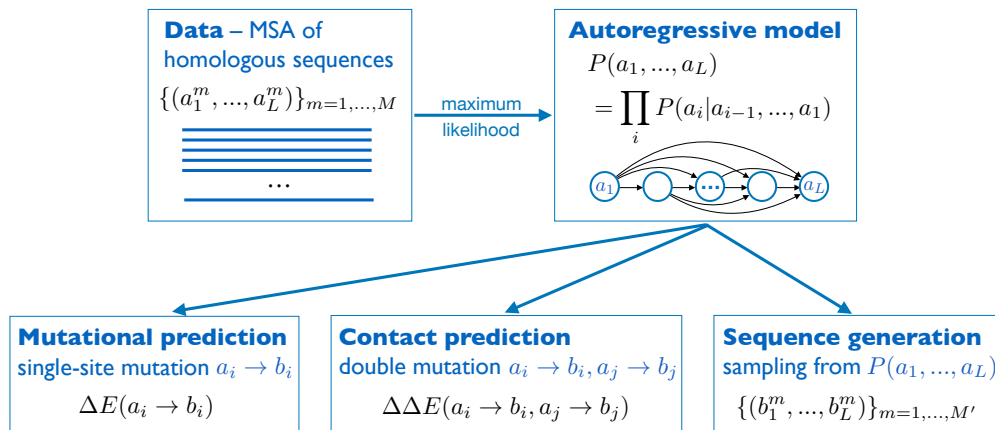 Data – MSA of
homologous sequences
{(a_1^m, ..., a_L^m)}_{m=1,...,M}
...
maximum
likelihood
Autoregressive model
P(a_1, ..., a_L)
= ∏_i P(a_i|a_{i-1}, ..., a_1)
a_1 ... a_L
Mutational prediction
single-site mutation a_i → b_i
ΔE(a_i → b_i)
Contact prediction
double mutation a_i → b_i, a_j → b_j
ΔΔE(a_i → b_i, a_j → b_j)
Sequence generation
sampling from P(a_1, ..., a_L)
{(b_1^m, ..., b_L^m)}_{m=1,...,M'}